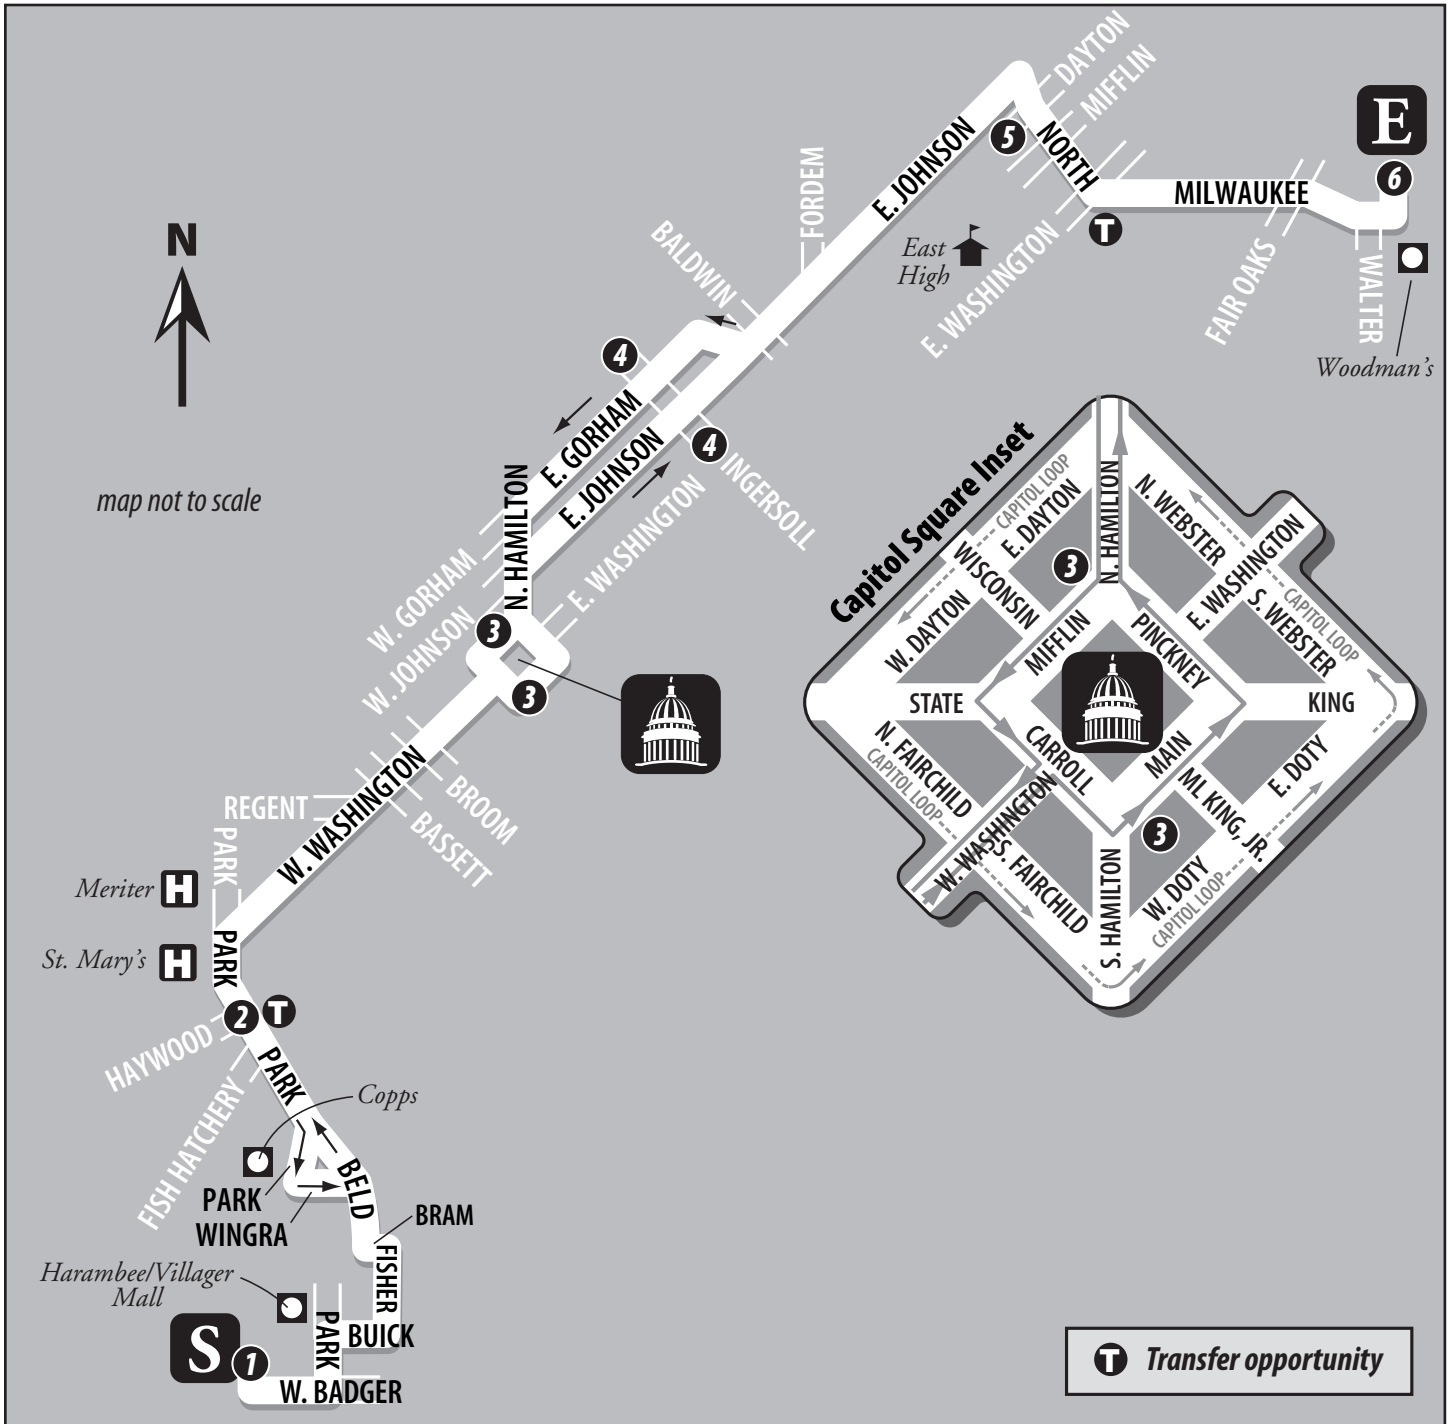 DAYTON
MIFFLIN
E
5
NORTH
6
E. JOHNSON
MILWAUKEE
FORDEM
BALDWIN
T
East
High
E. WASHINGTON
FAIR OAKS
WALTER
Woodman's
N
map not to scale
4
E. GORHAM
E. JOHNSON
4
INGERSOLL
N. HAMILTON
E. WASHINGTON
W. GORHAM
W. JOHNSON
3
3
Capitol Square Inset
CAPITOL LOOP
E. DAYTON
N. HAMILTON
N. WEBSTER
E. WASHINGTON
3
WISCONSIN
W. DAYTON
MIFFLIN
PINCKNEY
S. WEBSTER
CAPITOL LOOP
STATE
KING
N. FAIRCHILD
CAPITOL LOOP
CARROLL
MAIN
ML KING, JR.
E. DOTY
W. WASHINGTON
3
S. FAIRCHILD
S. HAMILTON
W. DOTY
CAPITOL LOOP
W. WASHINGTON
BROOM
BASSETT
REGENT
PARK
Meriter
H
St. Mary's
H
PARK
2
T
HAYWOOD
PARK
FISH HATCHERY
Copps
BELD
PARK
WINGRA
BRAM
FISHER
Harambee/Villager
Mall
PARK
BUICK
S
1
W. BADGER
T Transfer opportunity